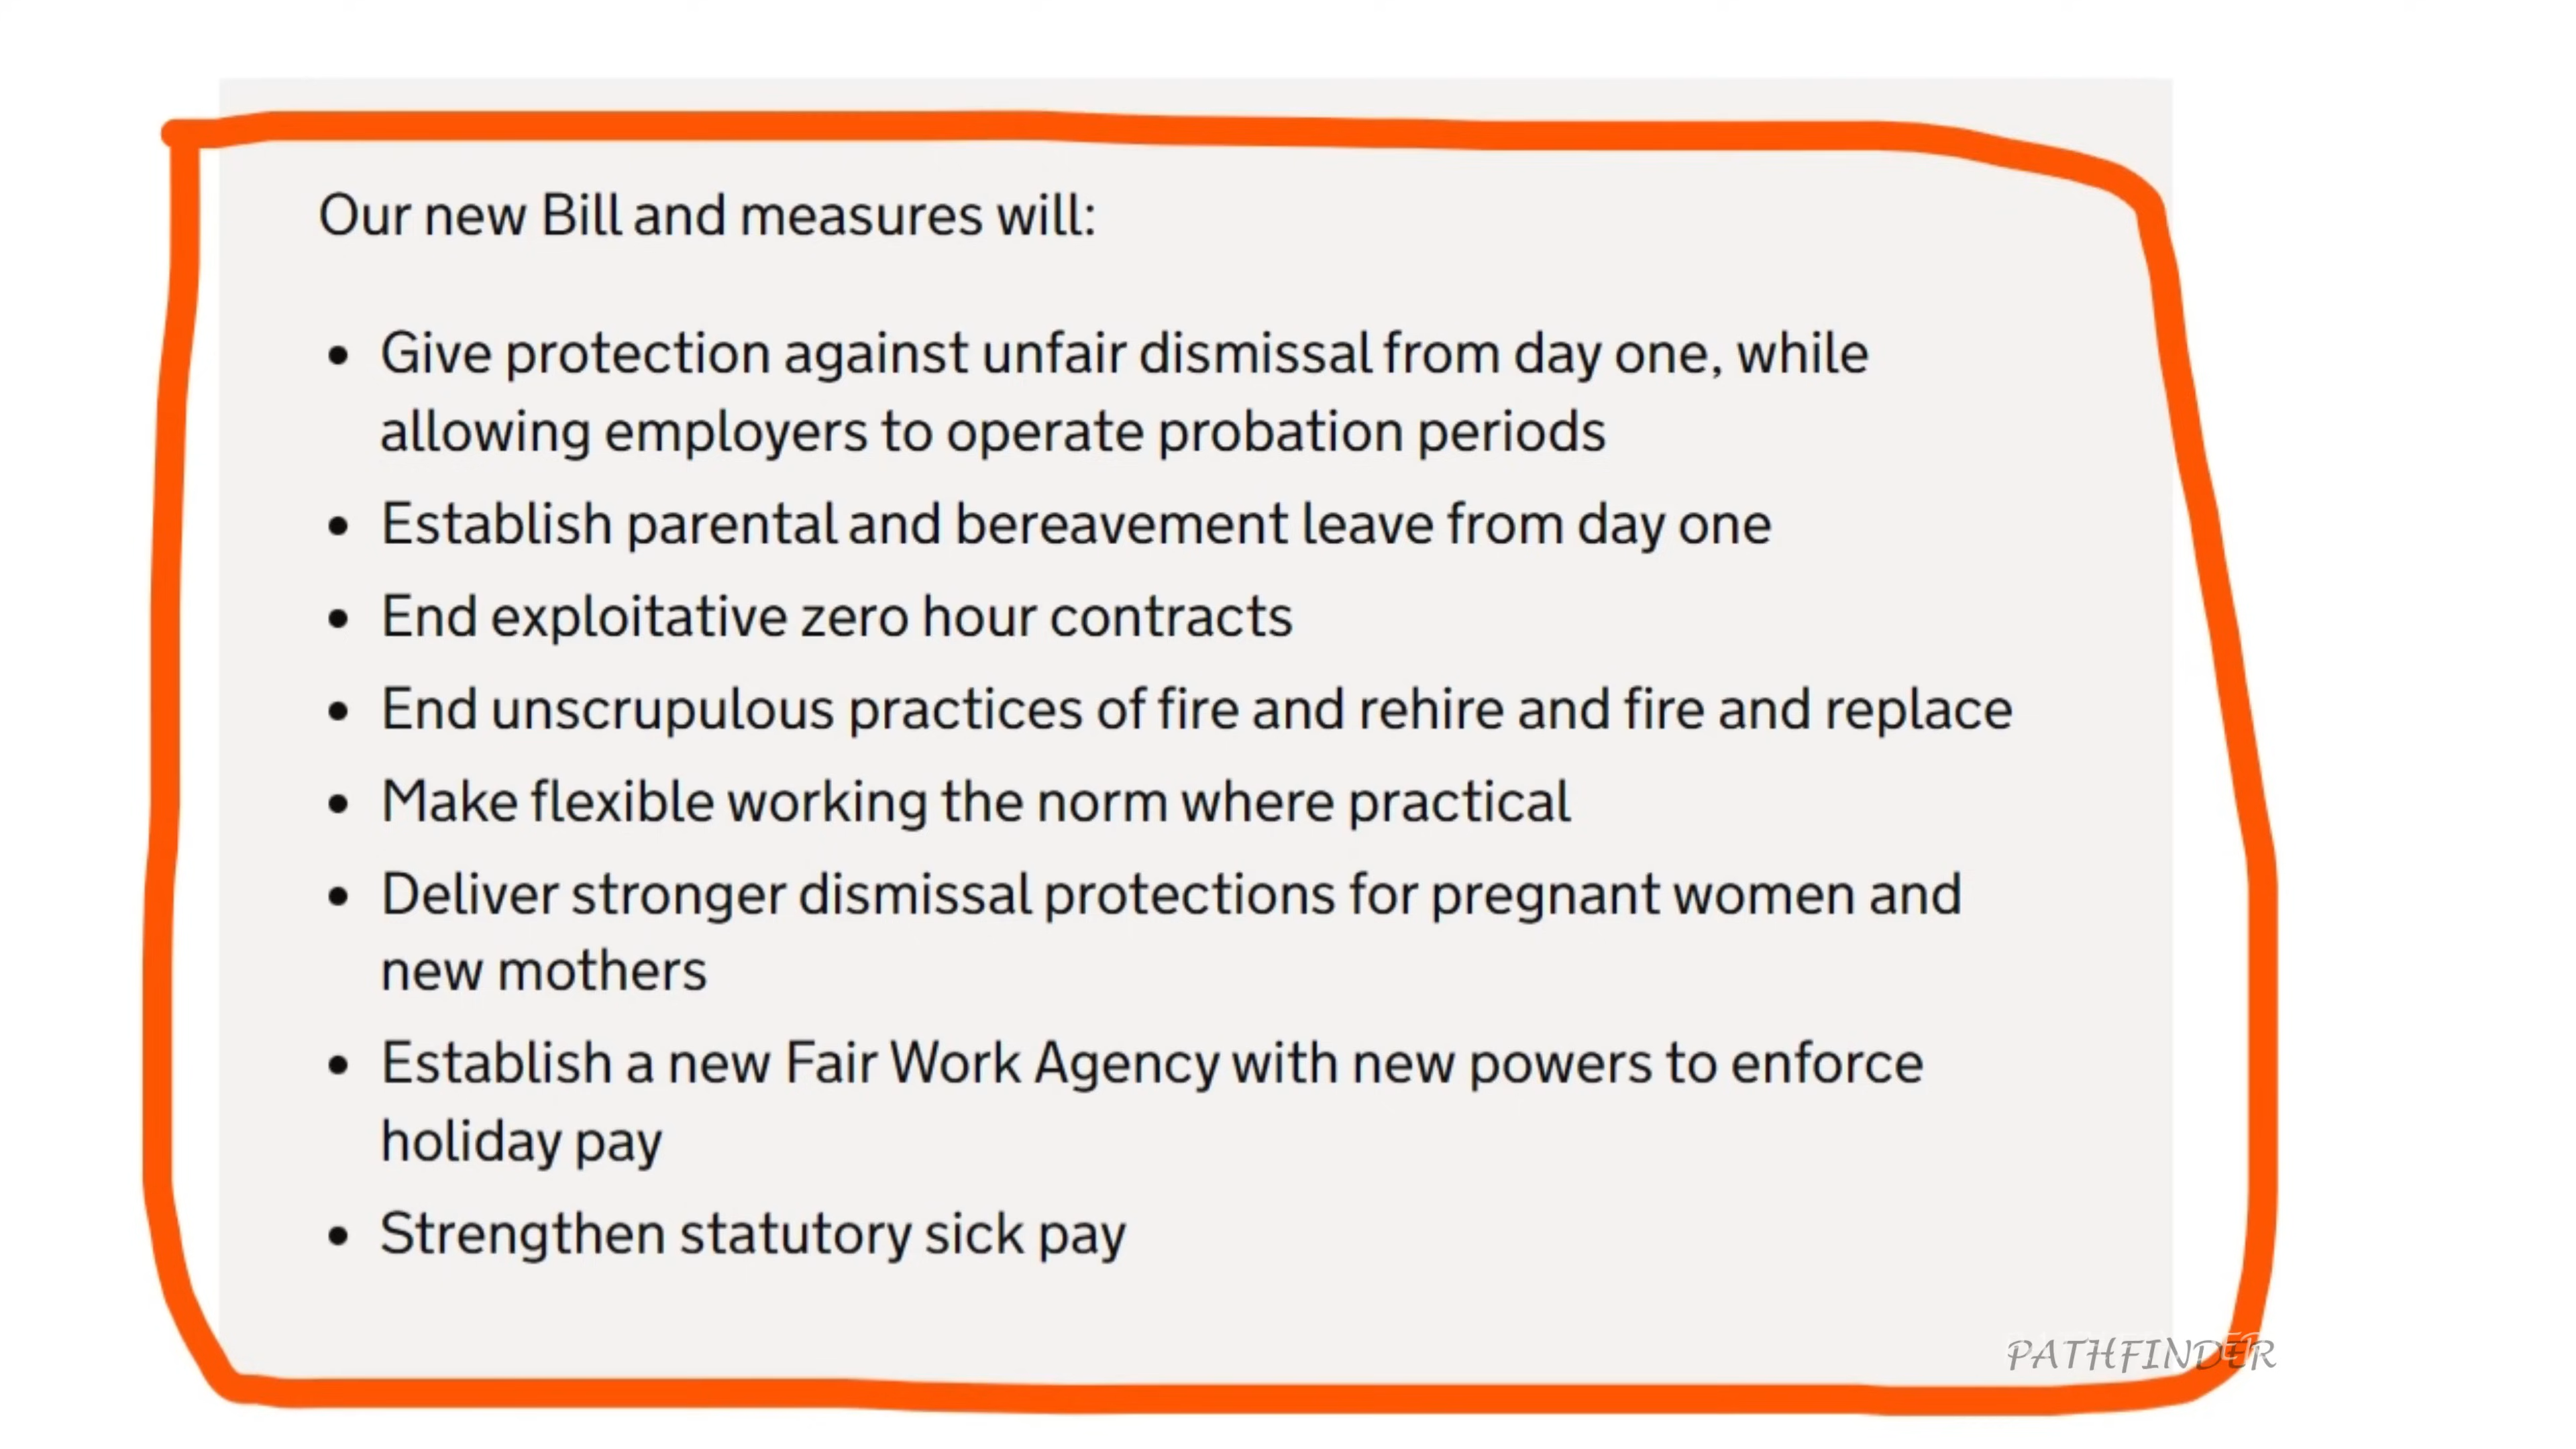 Our new Bill and measures will:
• Give protection against unfair dismissal from day one, while
allowing employers to operate probation periods
• Establish parental and bereavement leave from day one
• End exploitative zero hour contracts
• End unscrupulous practices of fire and rehire and fire and replace
• Make flexible working the norm where practical
• Deliver stronger dismissal protections for pregnant women and
new mothers
• Establish a new Fair Work Agency with new powers to enforce
holiday pay
• Strengthen statutory sick pay
PATHFINDER